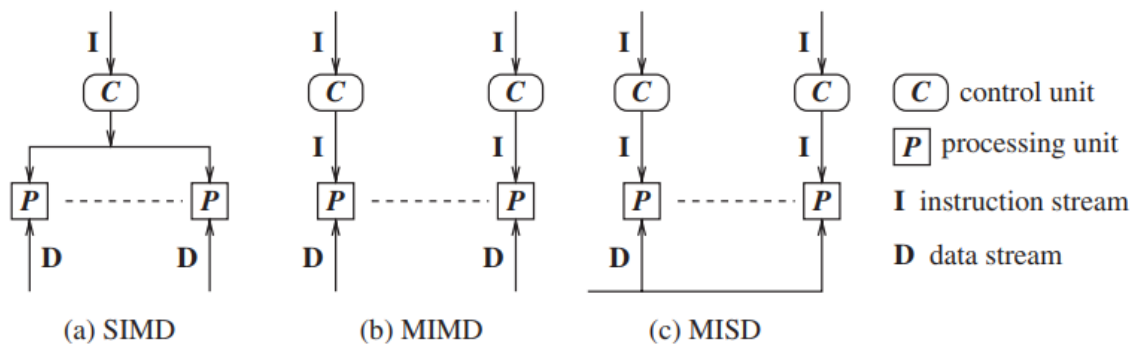 I I I I I
C C C C C C control unit
I I I I P processing unit
P P P P P P I instruction stream
D D D D D D data stream
(a) SIMD (b) MIMD (c) MISD